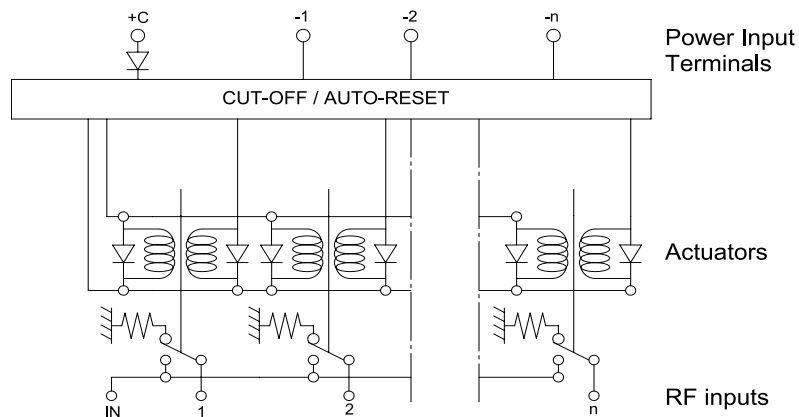 +C
-1
-2
-n
Power Input
Terminals
CUT-OFF / AUTO-RESET
Actuators
IN
1
2
n
RF inputs